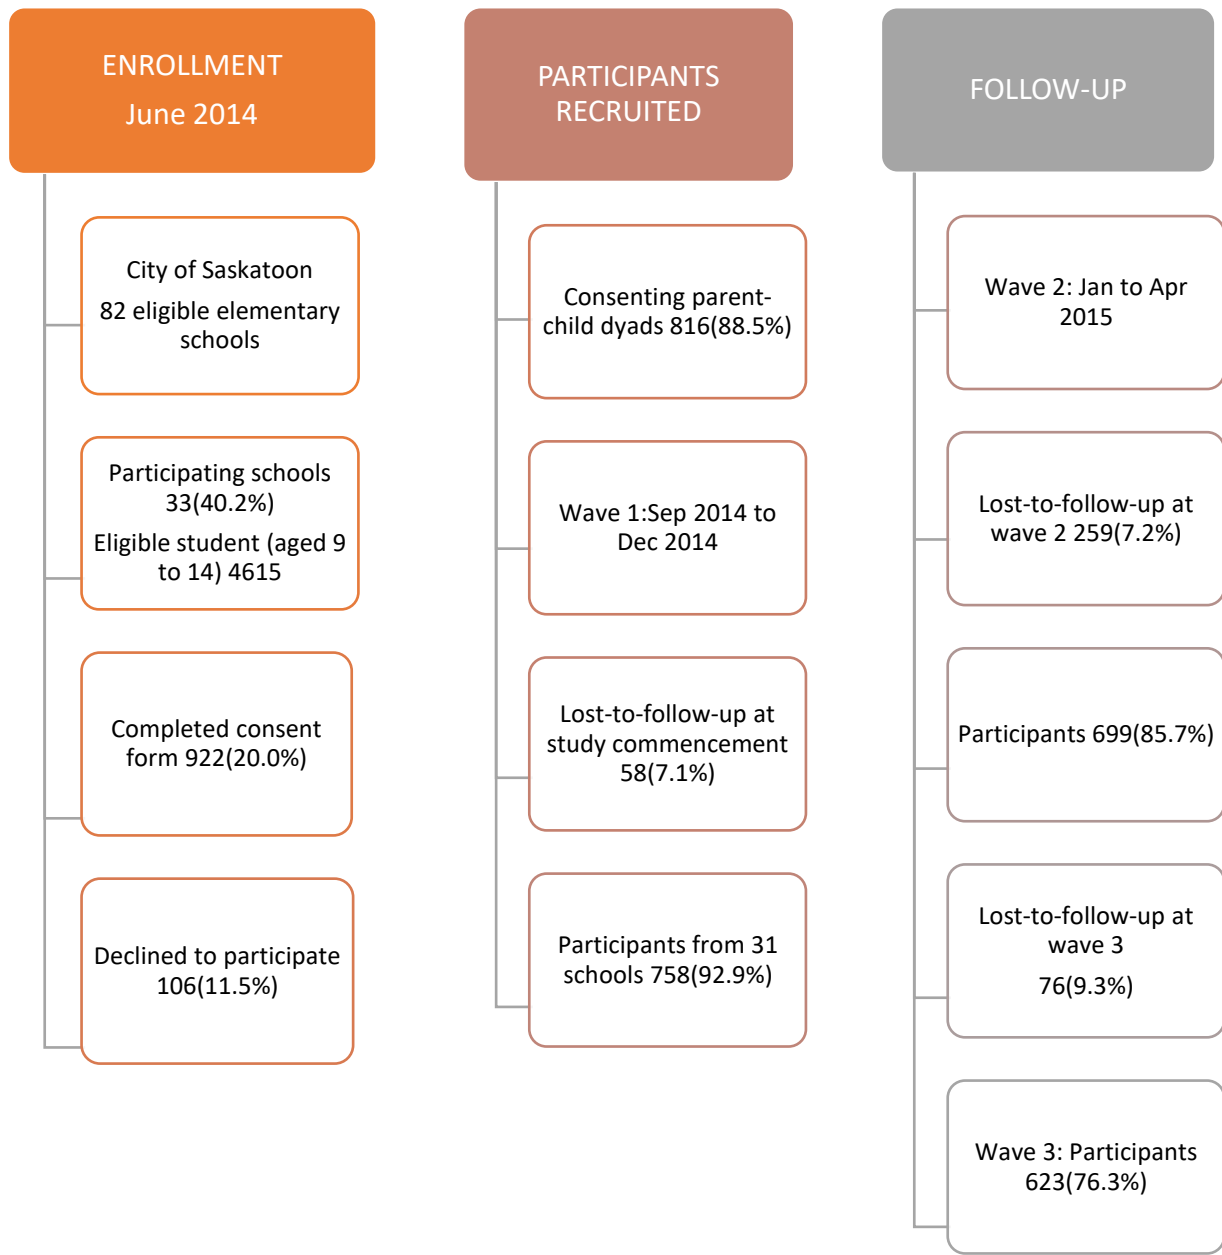 ENROLLMENT
June 2014
City of Saskatoon
82 eligible elementary
schools
Participating schools
33(40.2%)
Eligible student (aged 9
to 14) 4615
Completed consent
form 922(20.0%)
Declined to participate
106(11.5%)
PARTICIPANTS
RECRUITED
Consenting parent-
child dyads 816(88.5%)
Wave 1:Sep 2014 to
Dec 2014
Lost-to-follow-up at
study commencement
58(7.1%)
Participants from 31
schools 758(92.9%)
FOLLOW-UP
Wave 2: Jan to Apr
2015
Lost-to-follow-up at
wave 2 259(7.2%)
Participants 699(85.7%)
Lost-to-follow-up at
wave 3
76(9.3%)
Wave 3: Participants
623(76.3%)